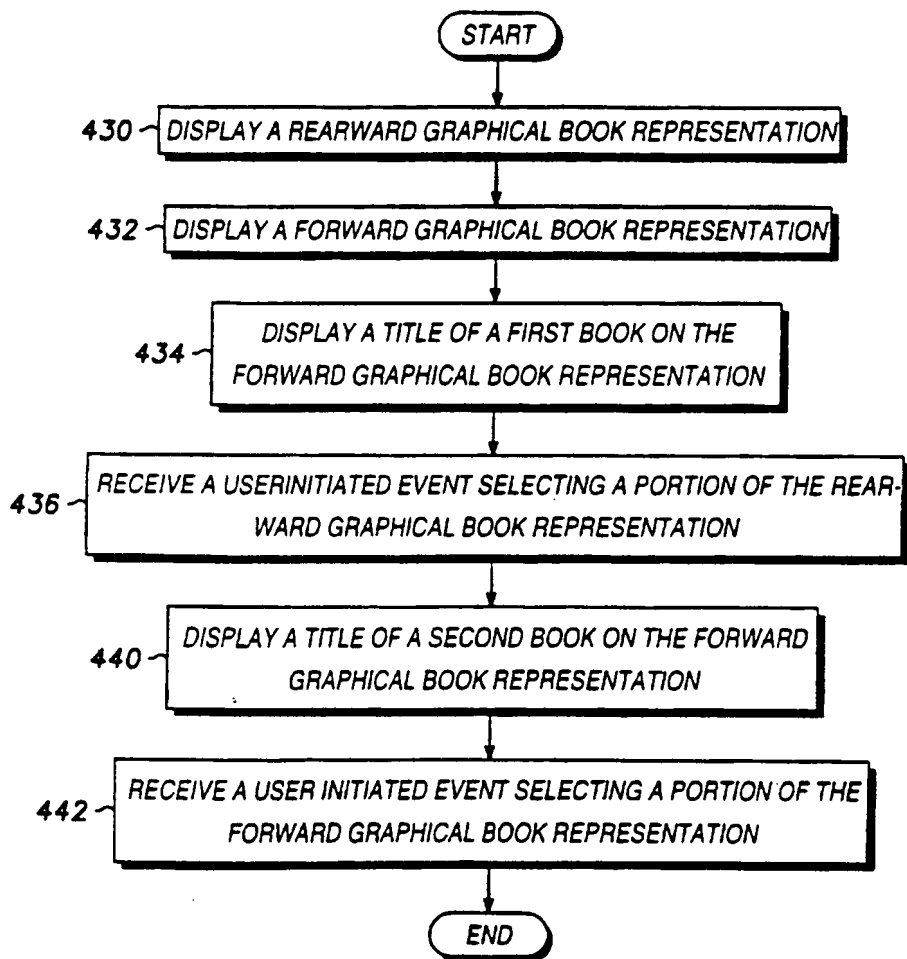 START
430 DISPLAY A REARWARD GRAPHICAL BOOK REPRESENTATION
432 DISPLAY A FORWARD GRAPHICAL BOOK REPRESENTATION
DISPLAY A TITLE OF A FIRST BOOK ON THE
434
FORWARD GRAPHICAL BOOK REPRESENTATION
RECEIVE A USERINITIATED EVENT SELECTING A PORTION OF THE REAR-
436
WARD GRAPHICAL BOOK REPRESENTATION
DISPLAY A TITLE OF A SECOND BOOK ON THE FORWARD
440
GRAPHICAL BOOK REPRESENTATION
RECEIVE A USER INITIATED EVENT SELECTING A PORTION OF THE
442
FORWARD GRAPHICAL BOOK REPRESENTATION
END